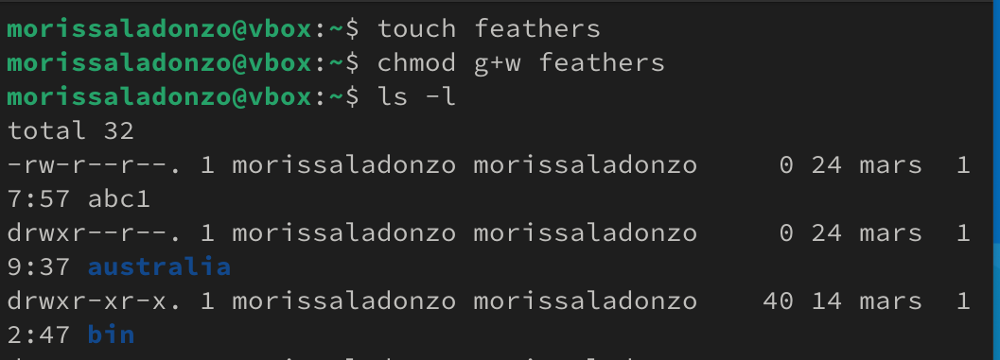 morissaladonzo@vbox:~$ touch feathers
morissaladonzo@vbox:~$ chmod g+w feathers
morissaladonzo@vbox:~$ ls -l
total 32
-rw-r--r--. 1 morissaladonzo morissaladonzo     0 24 mars  1
7:57 abc1
drwxr--r--. 1 morissaladonzo morissaladonzo     0 24 mars  1
9:37 australia
drwxr-xr-x. 1 morissaladonzo morissaladonzo    40 14 mars  1
2:47 bin